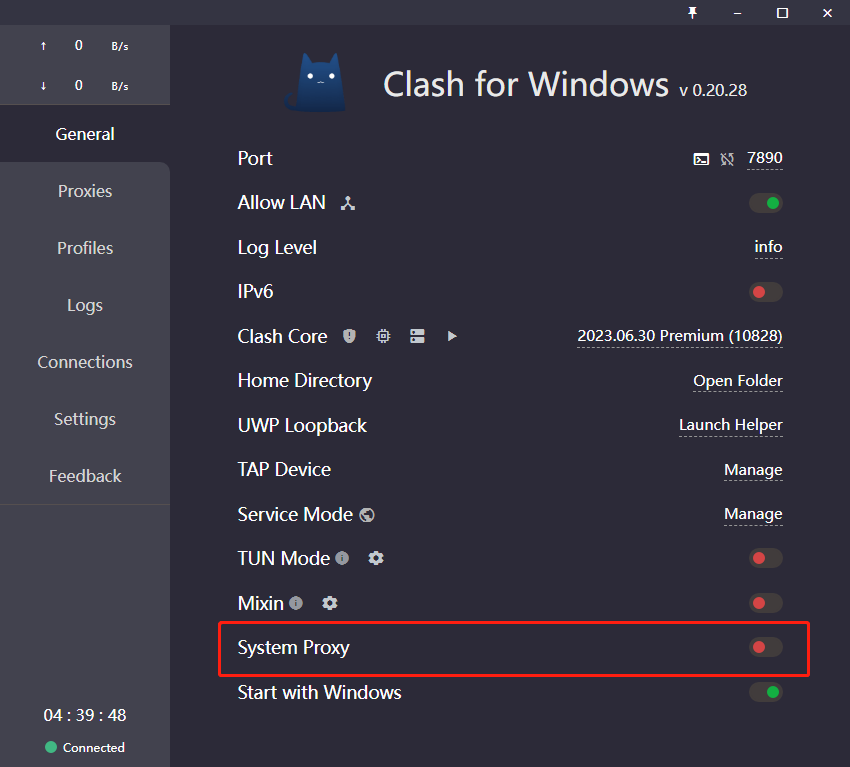 ↑ 0 B/s
↓ 0 B/s
General
Proxies
Profiles
Logs
Connections
Settings
Feedback
04 : 39 : 48
Connected
Clash for Windows v 0.20.28
Port 7890
Allow LAN
Log Level info
IPv6
Clash Core 2023.06.30 Premium (10828)
Home Directory Open Folder
UWP Loopback Launch Helper
TAP Device Manage
Service Mode Manage
TUN Mode
Mixin
System Proxy
Start with Windows